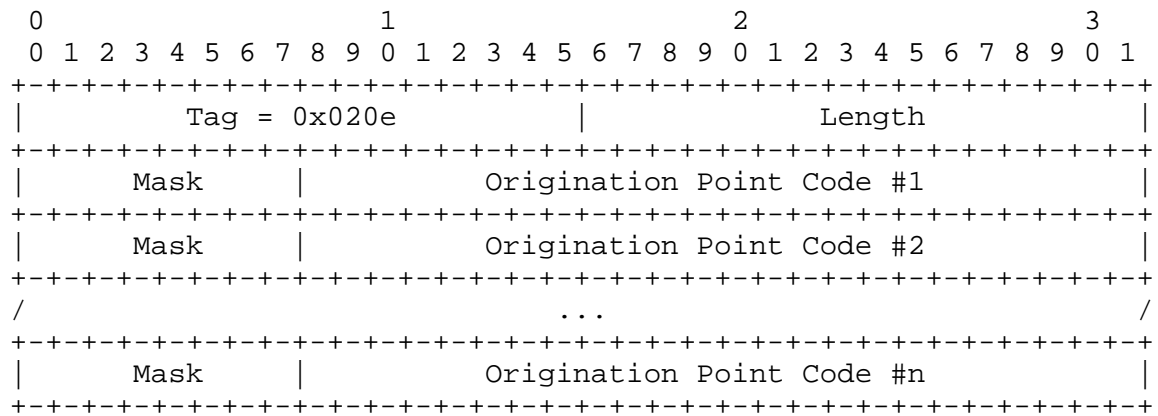 0                   1                   2                   3
 0 1 2 3 4 5 6 7 8 9 0 1 2 3 4 5 6 7 8 9 0 1 2 3 4 5 6 7 8 9 0 1
+-+-+-+-+-+-+-+-+-+-+-+-+-+-+-+-+-+-+-+-+-+-+-+-+-+-+-+-+-+-+-+-+
|         Tag = 0x020e          |             Length            |
+-+-+-+-+-+-+-+-+-+-+-+-+-+-+-+-+-+-+-+-+-+-+-+-+-+-+-+-+-+-+-+-+
|      Mask     |          Origination Point Code #1            |
+-+-+-+-+-+-+-+-+-+-+-+-+-+-+-+-+-+-+-+-+-+-+-+-+-+-+-+-+-+-+-+-+
|      Mask     |          Origination Point Code #2            |
+-+-+-+-+-+-+-+-+-+-+-+-+-+-+-+-+-+-+-+-+-+-+-+-+-+-+-+-+-+-+-+-+
/                              ...                              /
+-+-+-+-+-+-+-+-+-+-+-+-+-+-+-+-+-+-+-+-+-+-+-+-+-+-+-+-+-+-+-+-+
|      Mask     |          Origination Point Code #n            |
+-+-+-+-+-+-+-+-+-+-+-+-+-+-+-+-+-+-+-+-+-+-+-+-+-+-+-+-+-+-+-+-+